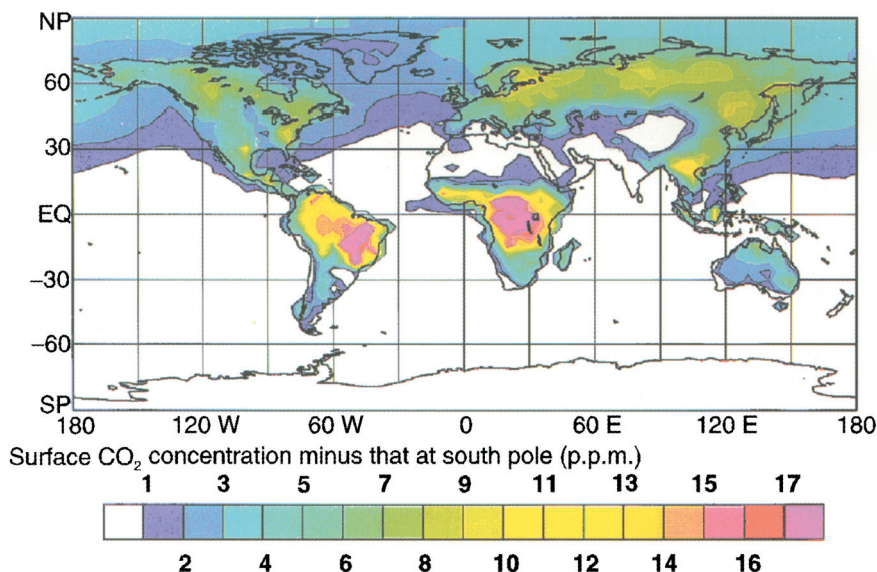 NP
60
30
EQ
−30
−60
SP
180 120 W 60 W 0 60 E 120 E 180
Surface CO₂ concentration minus that at south pole (p.p.m.)
1 3 5 7 9 11 13 15 17
2 4 6 8 10 12 14 16